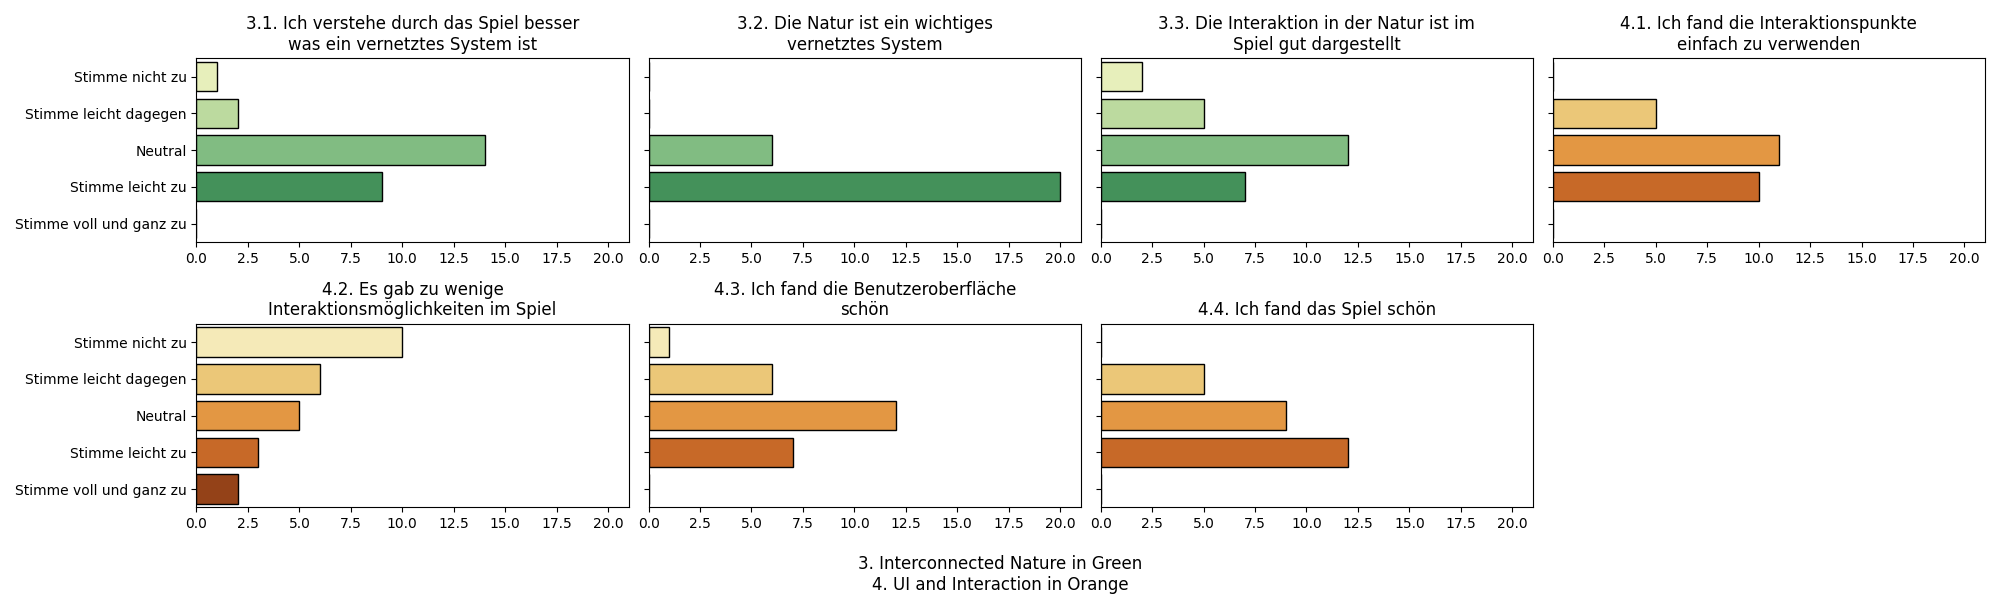 3.1. Ich verstehe durch das Spiel besser
was ein vernetztes System ist
3.2. Die Natur ist ein wichtiges
vernetztes System
3.3. Die Interaktion in der Natur ist im
Spiel gut dargestellt
4.1. Ich fand die Interaktionspunkte
einfach zu verwenden
Stimme nicht zu
Stimme leicht dagegen
Neutral
Stimme leicht zu
Stimme voll und ganz zu
0.0 2.5 5.0 7.5 10.0 12.5 15.0 17.5 20.0
0.0 2.5 5.0 7.5 10.0 12.5 15.0 17.5 20.0
0.0 2.5 5.0 7.5 10.0 12.5 15.0 17.5 20.0
0.0 2.5 5.0 7.5 10.0 12.5 15.0 17.5 20.0
4.2. Es gab zu wenige
Interaktionsmöglichkeiten im Spiel
4.3. Ich fand die Benutzeroberfläche
schön
4.4. Ich fand das Spiel schön
Stimme nicht zu
Stimme leicht dagegen
Neutral
Stimme leicht zu
Stimme voll und ganz zu
0.0 2.5 5.0 7.5 10.0 12.5 15.0 17.5 20.0
0.0 2.5 5.0 7.5 10.0 12.5 15.0 17.5 20.0
0.0 2.5 5.0 7.5 10.0 12.5 15.0 17.5 20.0
3. Interconnected Nature in Green
4. UI and Interaction in Orange